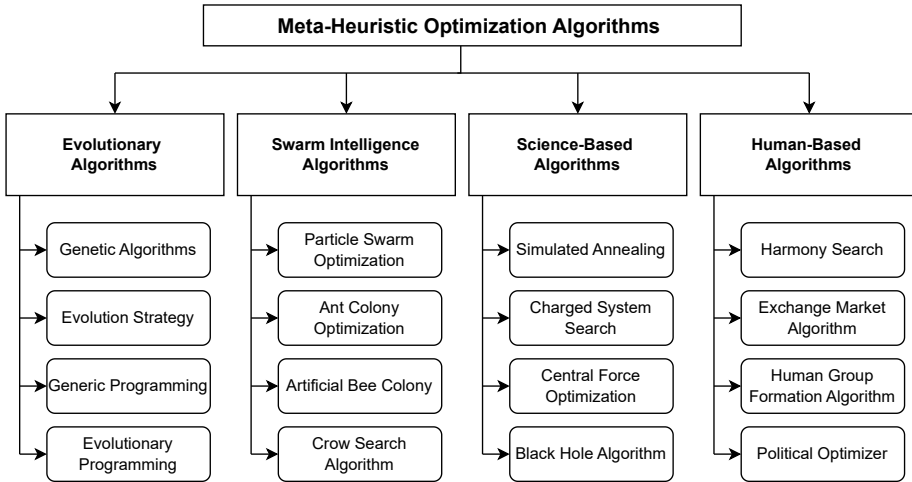 Meta-Heuristic Optimization Algorithms
Evolutionary
Algorithms
Genetic Algorithms
Evolution Strategy
Generic Programming
Evolutionary
Programming
Swarm Intelligence
Algorithms
Particle Swarm
Optimization
Ant Colony
Optimization
Artificial Bee Colony
Crow Search
Algorithm
Science-Based
Algorithms
Simulated Annealing
Charged System
Search
Central Force
Optimization
Black Hole Algorithm
Human-Based
Algorithms
Harmony Search
Exchange Market
Algorithm
Human Group
Formation Algorithm
Political Optimizer